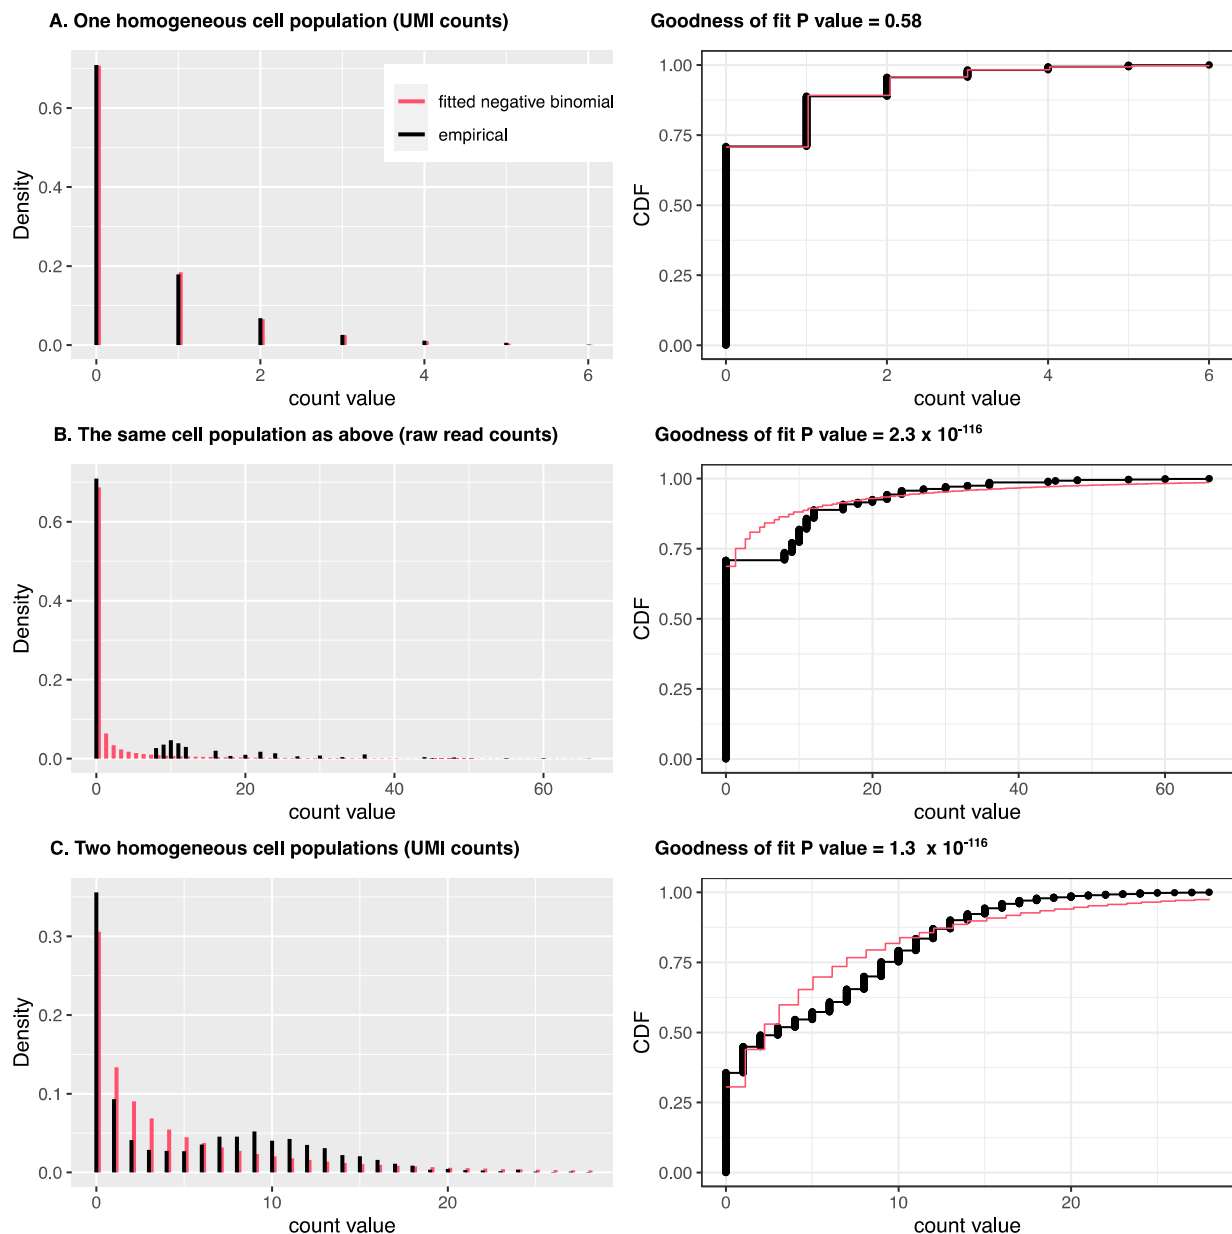 A. One homogeneous cell population (UMI counts)
Goodness of fit P value = 0.58
fitted negative binomial
empirical
Density
0.6
0.4
0.2
0.0
0
2
4
6
count value
CDF
1.00
0.75
0.50
0.25
0.00
0
2
4
6
count value
B. The same cell population as above (raw read counts)
Goodness of fit P value = 2.3 x 10⁻¹¹⁶
Density
0.6
0.4
0.2
0.0
0
20
40
60
count value
CDF
1.00
0.75
0.50
0.25
0.00
0
20
40
60
count value
C. Two homogeneous cell populations (UMI counts)
Goodness of fit P value = 1.3 x 10⁻¹¹⁶
Density
0.3
0.2
0.1
0.0
0
10
20
count value
CDF
1.00
0.75
0.50
0.25
0.00
0
10
20
count value